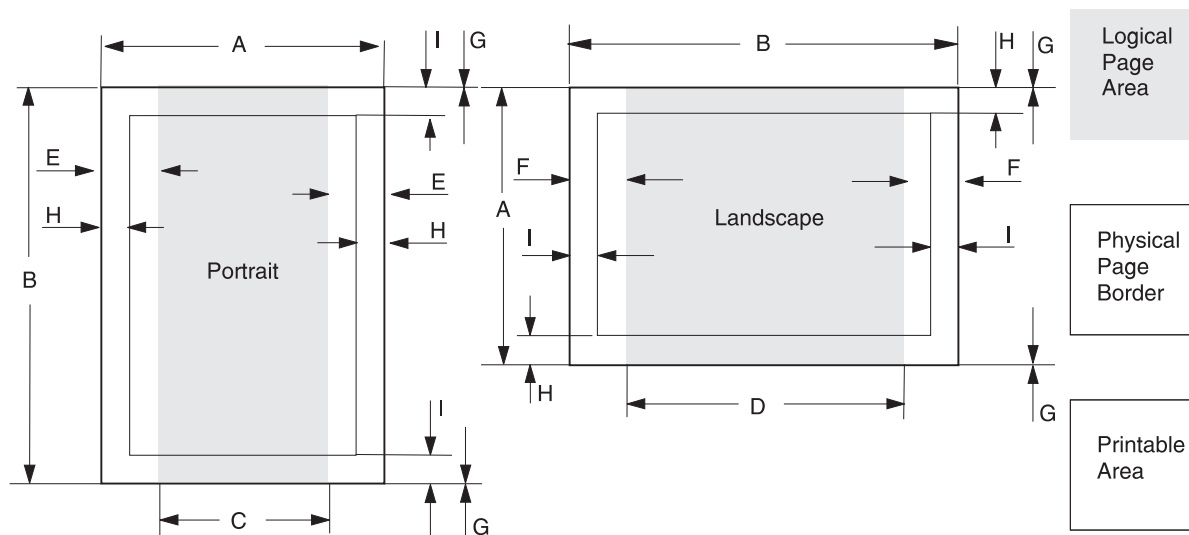 A
I
G
B
H
G
Logical
Page
Area
E
E
H
H
B
Portrait
I
C
G
F
F
A
Landscape
I
I
H
D
G
Physical
Page
Border
Printable
Area